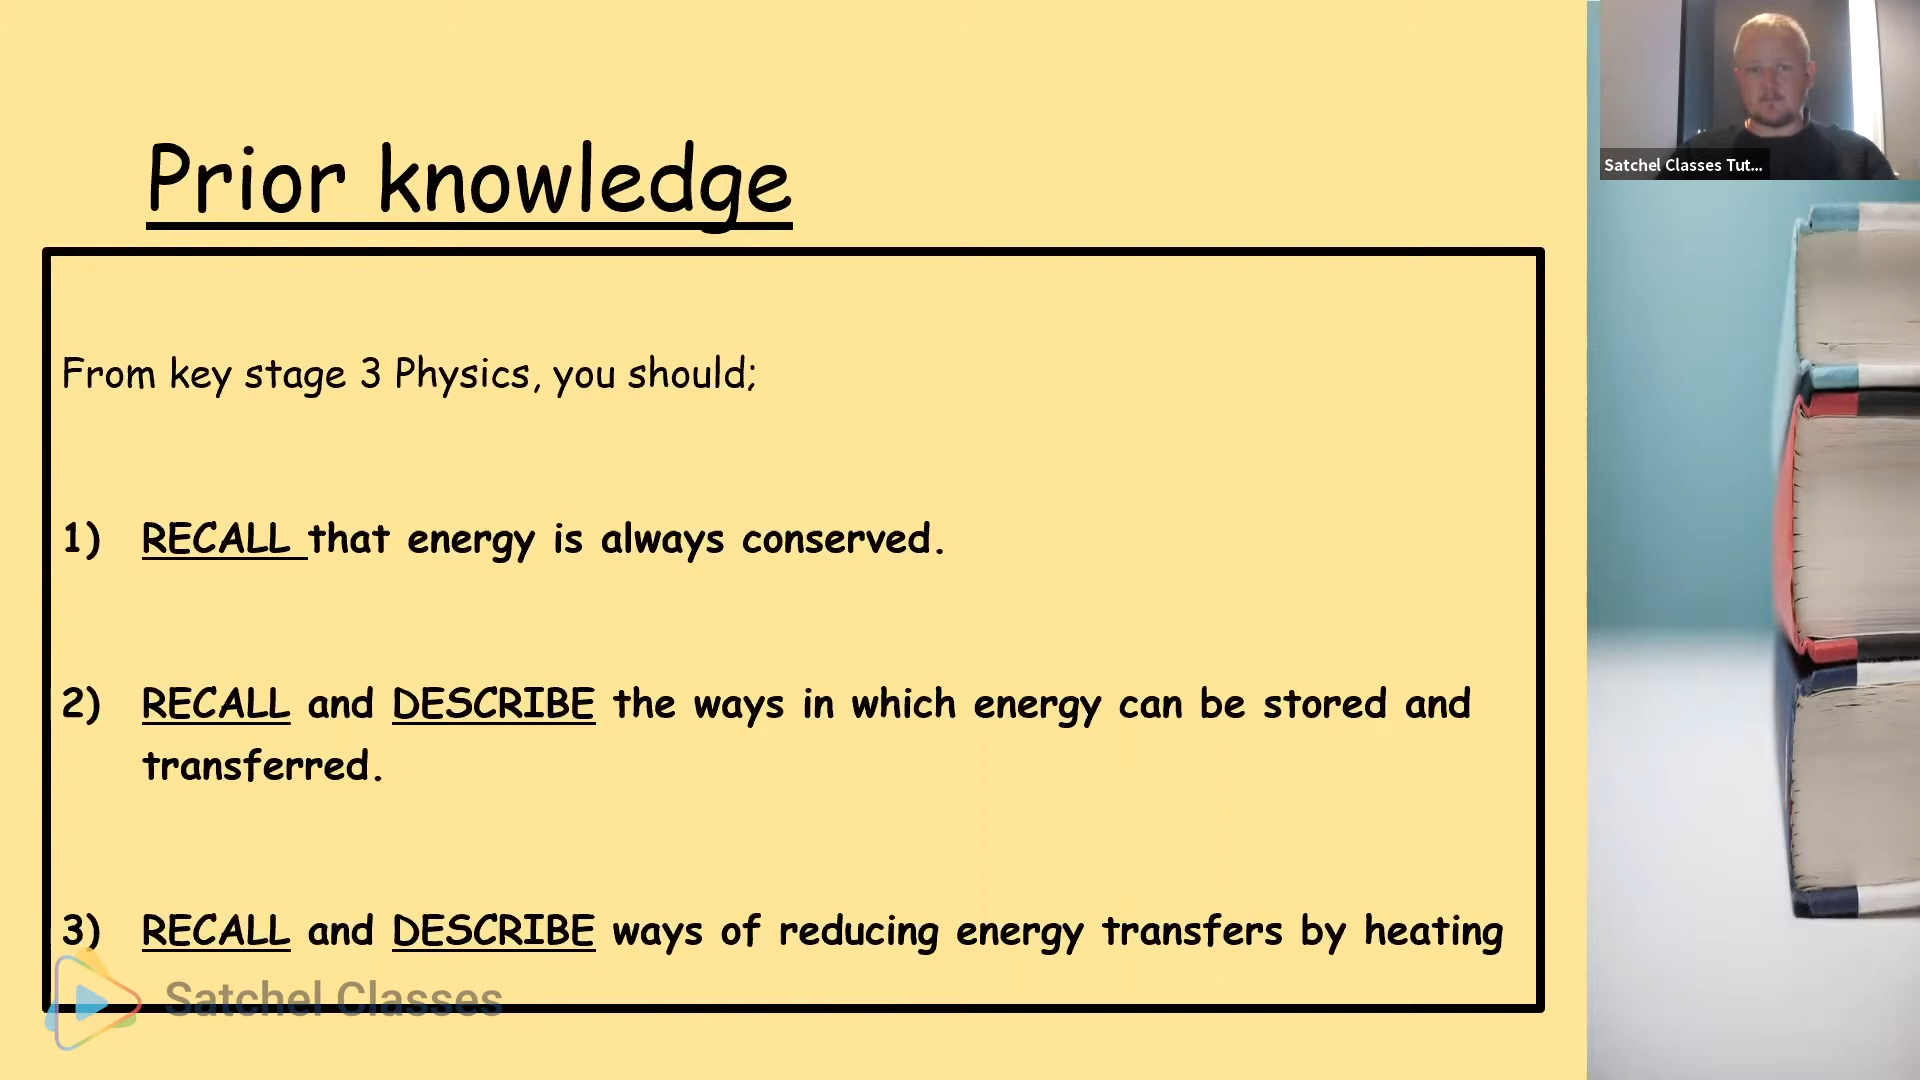 Prior knowledge
From key stage 3 Physics, you should;
1) RECALL that energy is always conserved.
2) RECALL and DESCRIBE the ways in which energy can be stored and
transferred.
3) RECALL and DESCRIBE ways of reducing energy transfers by heating
Satchel Classes
Satchel Classes Tut...